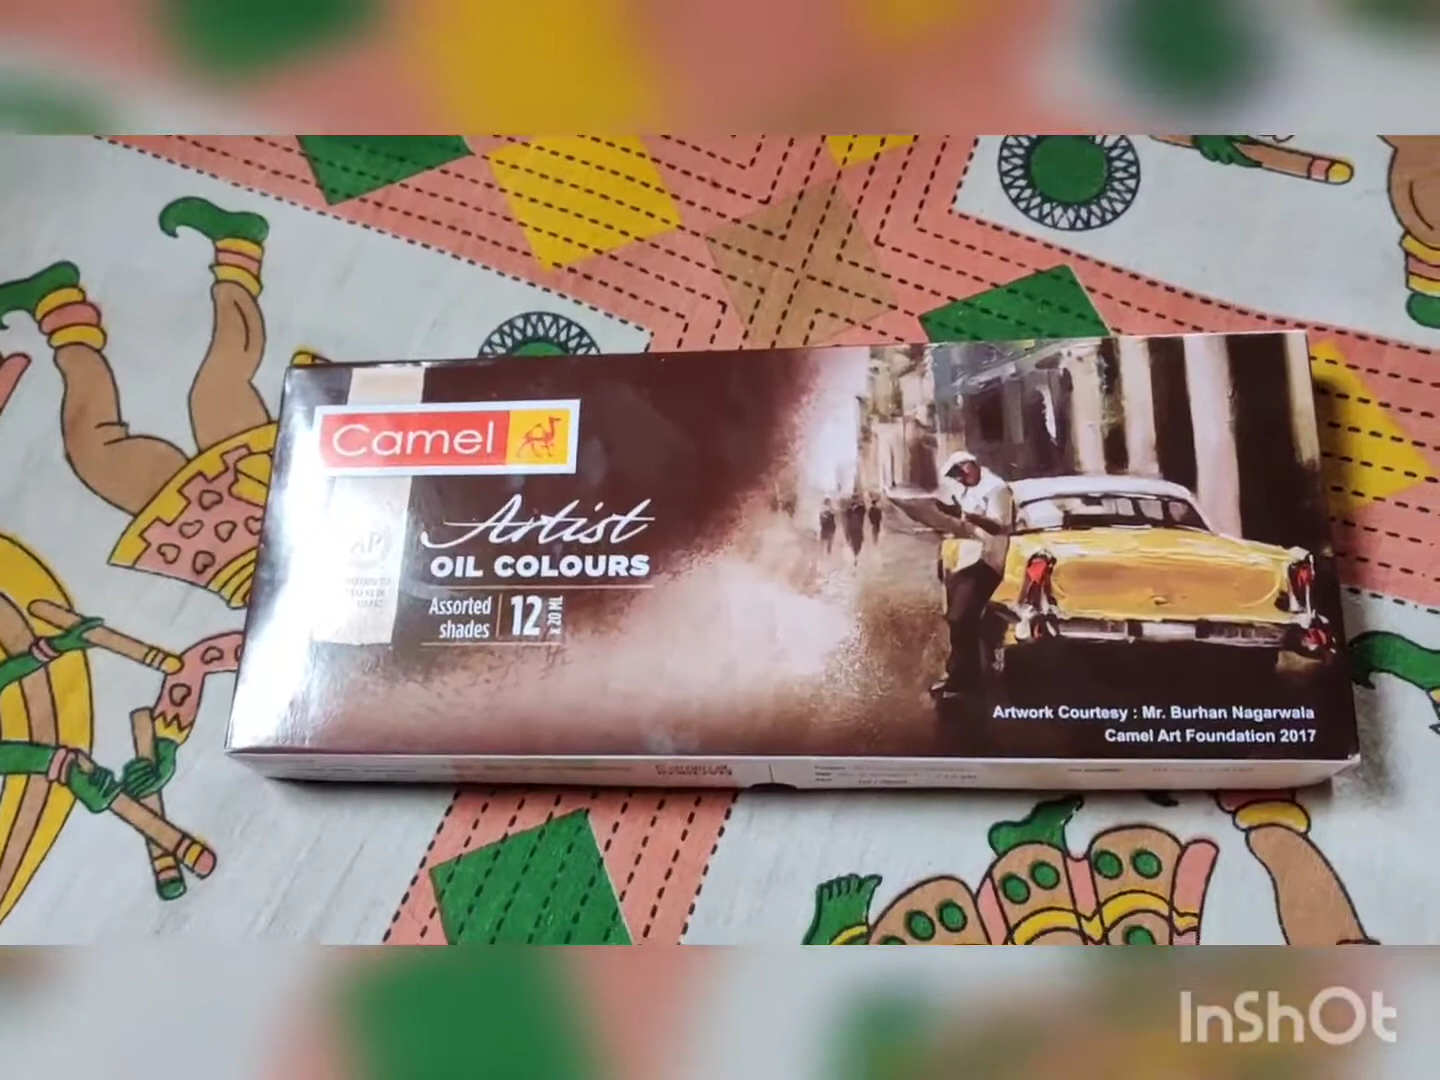 Camel
Artist
OIL COLOURS
Assorted
shades
12
x 20 ML
AP
Artwork Courtesy : Mr. Burhan Nagarwala
Camel Art Foundation 2017
InShOt